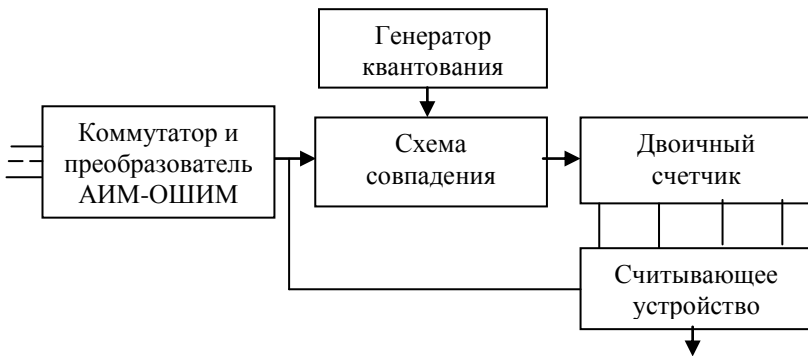 Генератор
квантования
Коммутатор и
преобразователь
АИМ-ОШИМ
Схема
совпадения
Двоичный
счетчик
Считывающее
устройство